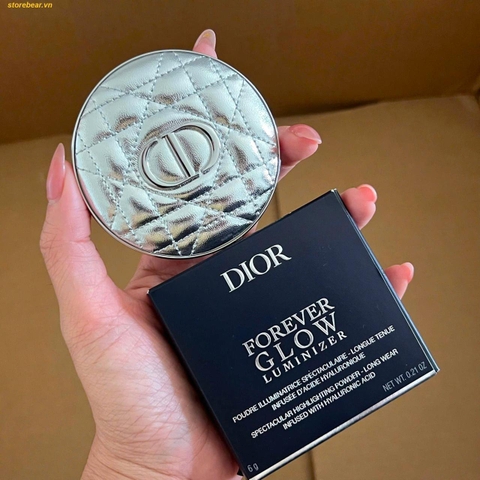 storebear.vn
CD
DIOR
FOREVER
GLOW
LUMINIZER
POUDRE ILLUMINATRICE SPECTACULAIRE - LONGUE TENUE
INFUSÉE D'ACIDE HYALURONIQUE
SPECTACULAR HIGHLIGHTING POWDER - LONG WEAR
INFUSED WITH HYALURONIC ACID
6 g
NET WT. 0.21 OZ